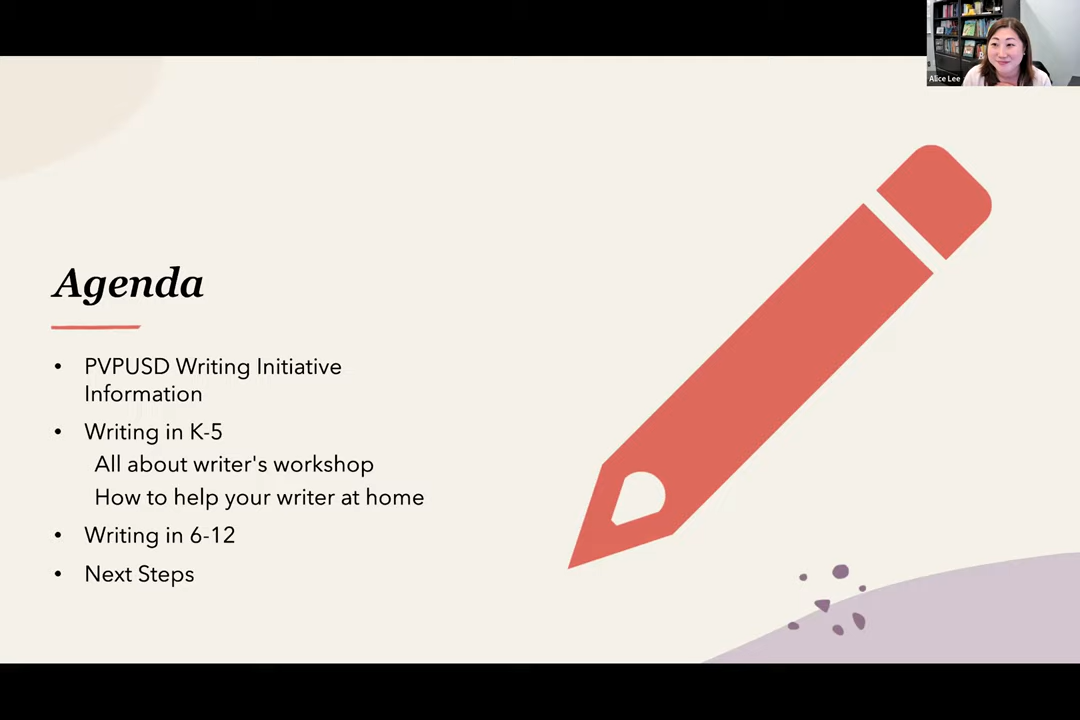 Alice Lee
Agenda
• PVPUSD Writing Initiative
Information
• Writing in K-5
All about writer's workshop
How to help your writer at home
• Writing in 6-12
• Next Steps